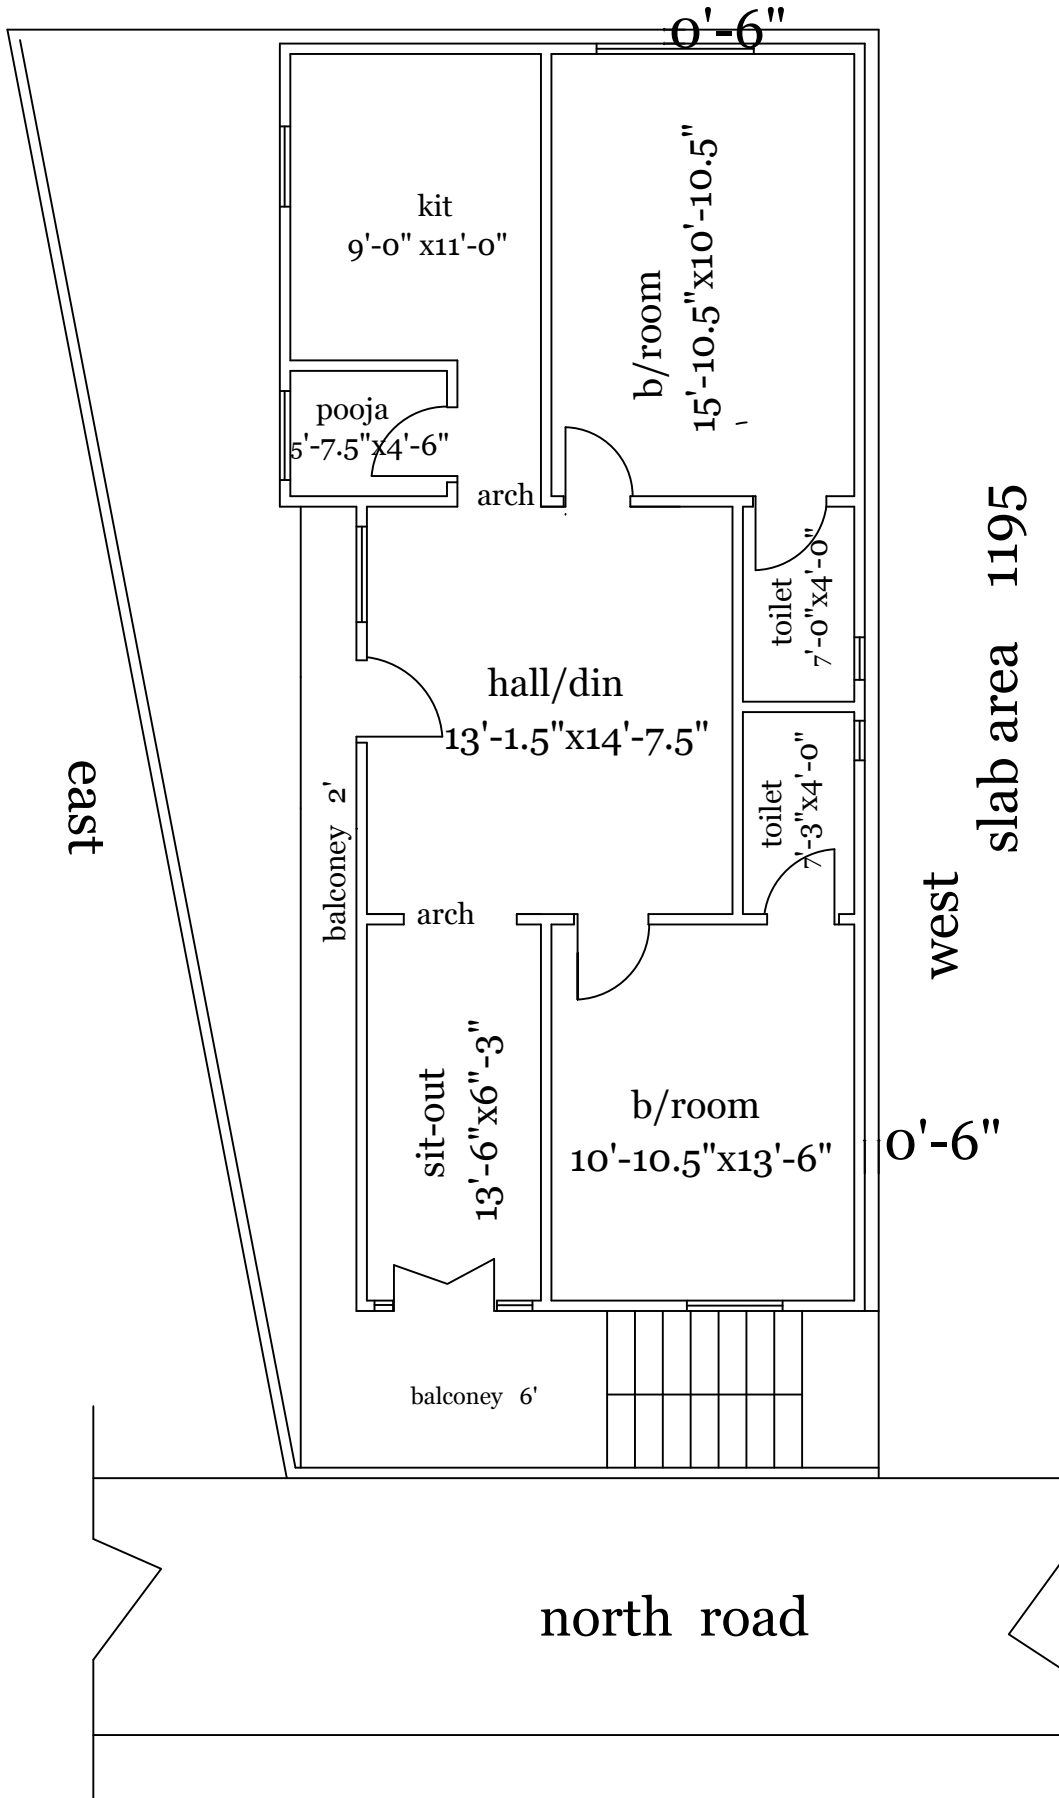 0'-6"
kit
9'-0" x11'-0"
b/room
15'-10.5"x10'-10.5"
pooja
5'-7.5"x4'-6"
arch
toilet
7'-0"x4'-0"
slab area   1195
hall/din
13'-1.5"x14'-7.5"
toilet
7'-3"x4'-0"
east
balconey  2'
arch
west
sit-out
13'-6"x6"-3"
b/room
10'-10.5"x13'-6"
0'-6"
balconey  6'
north  road